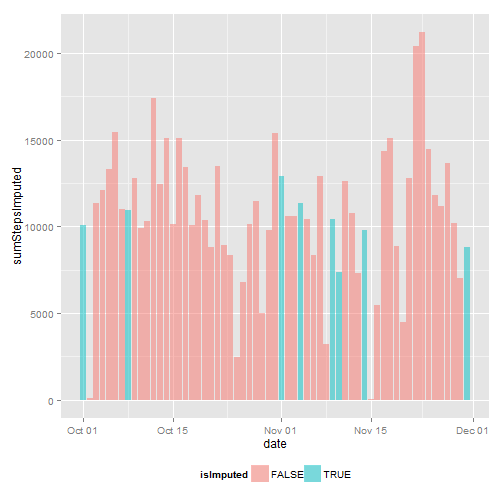 sumStepsImputed
20000
15000
10000
5000
0
Oct 01 Oct 15 Nov 01 Nov 15 Dec 01
date
isImputed FALSE TRUE